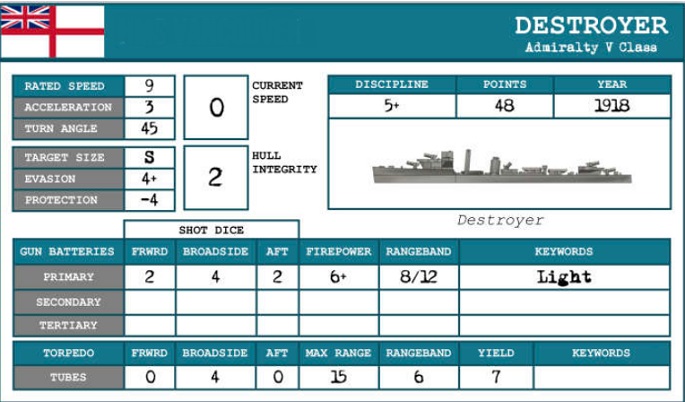 DESTROYER
Admiralty V Class
RATED SPEED 9
ACCELERATION 3
TURN ANGLE 45
0 CURRENT SPEED
TARGET SIZE S
EVASION 4+
PROTECTION -4
2 HULL INTEGRITY
DISCIPLINE POINTS YEAR
5+ 48 1918
Destroyer
SHOT DICE
GUN BATTERIES FRWRD BROADSIDE AFT FIREPOWER RANGEBAND KEYWORDS
PRIMARY 2 4 2 6+ 8/12 Light
SECONDARY
TERTIARY
TORPEDO FRWRD BROADSIDE AFT MAX RANGE RANGEBAND YIELD KEYWORDS
TUBES 0 4 0 15 6 7